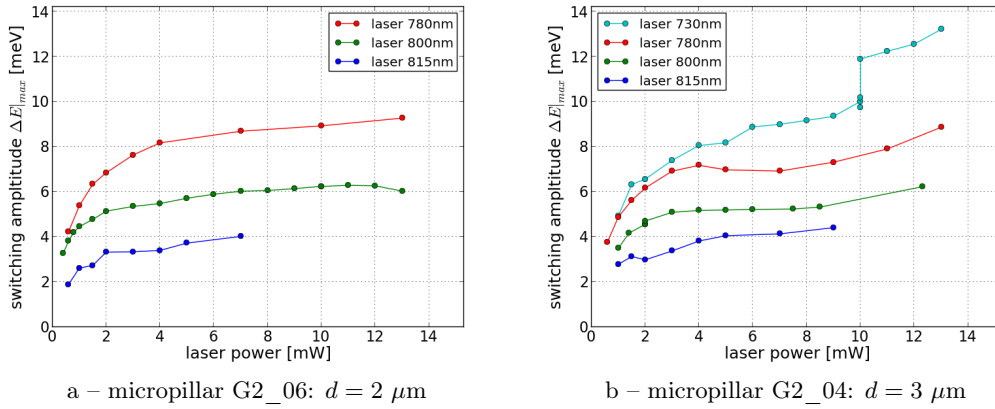 14
12
10
8
6
4
2
0
switching ampltitude ΔE|max [meV]
laser 780nm
laser 800nm
laser 815nm
0 2 4 6 8 10 12 14
laser power [mW]
a – micropillar G2_06: d = 2 μm
14
12
10
8
6
4
2
0
switching ampltitude ΔE|max [meV]
laser 730nm
laser 780nm
laser 800nm
laser 815nm
0 2 4 6 8 10 12 14
laser power [mW]
b – micropillar G2_04: d = 3 μm